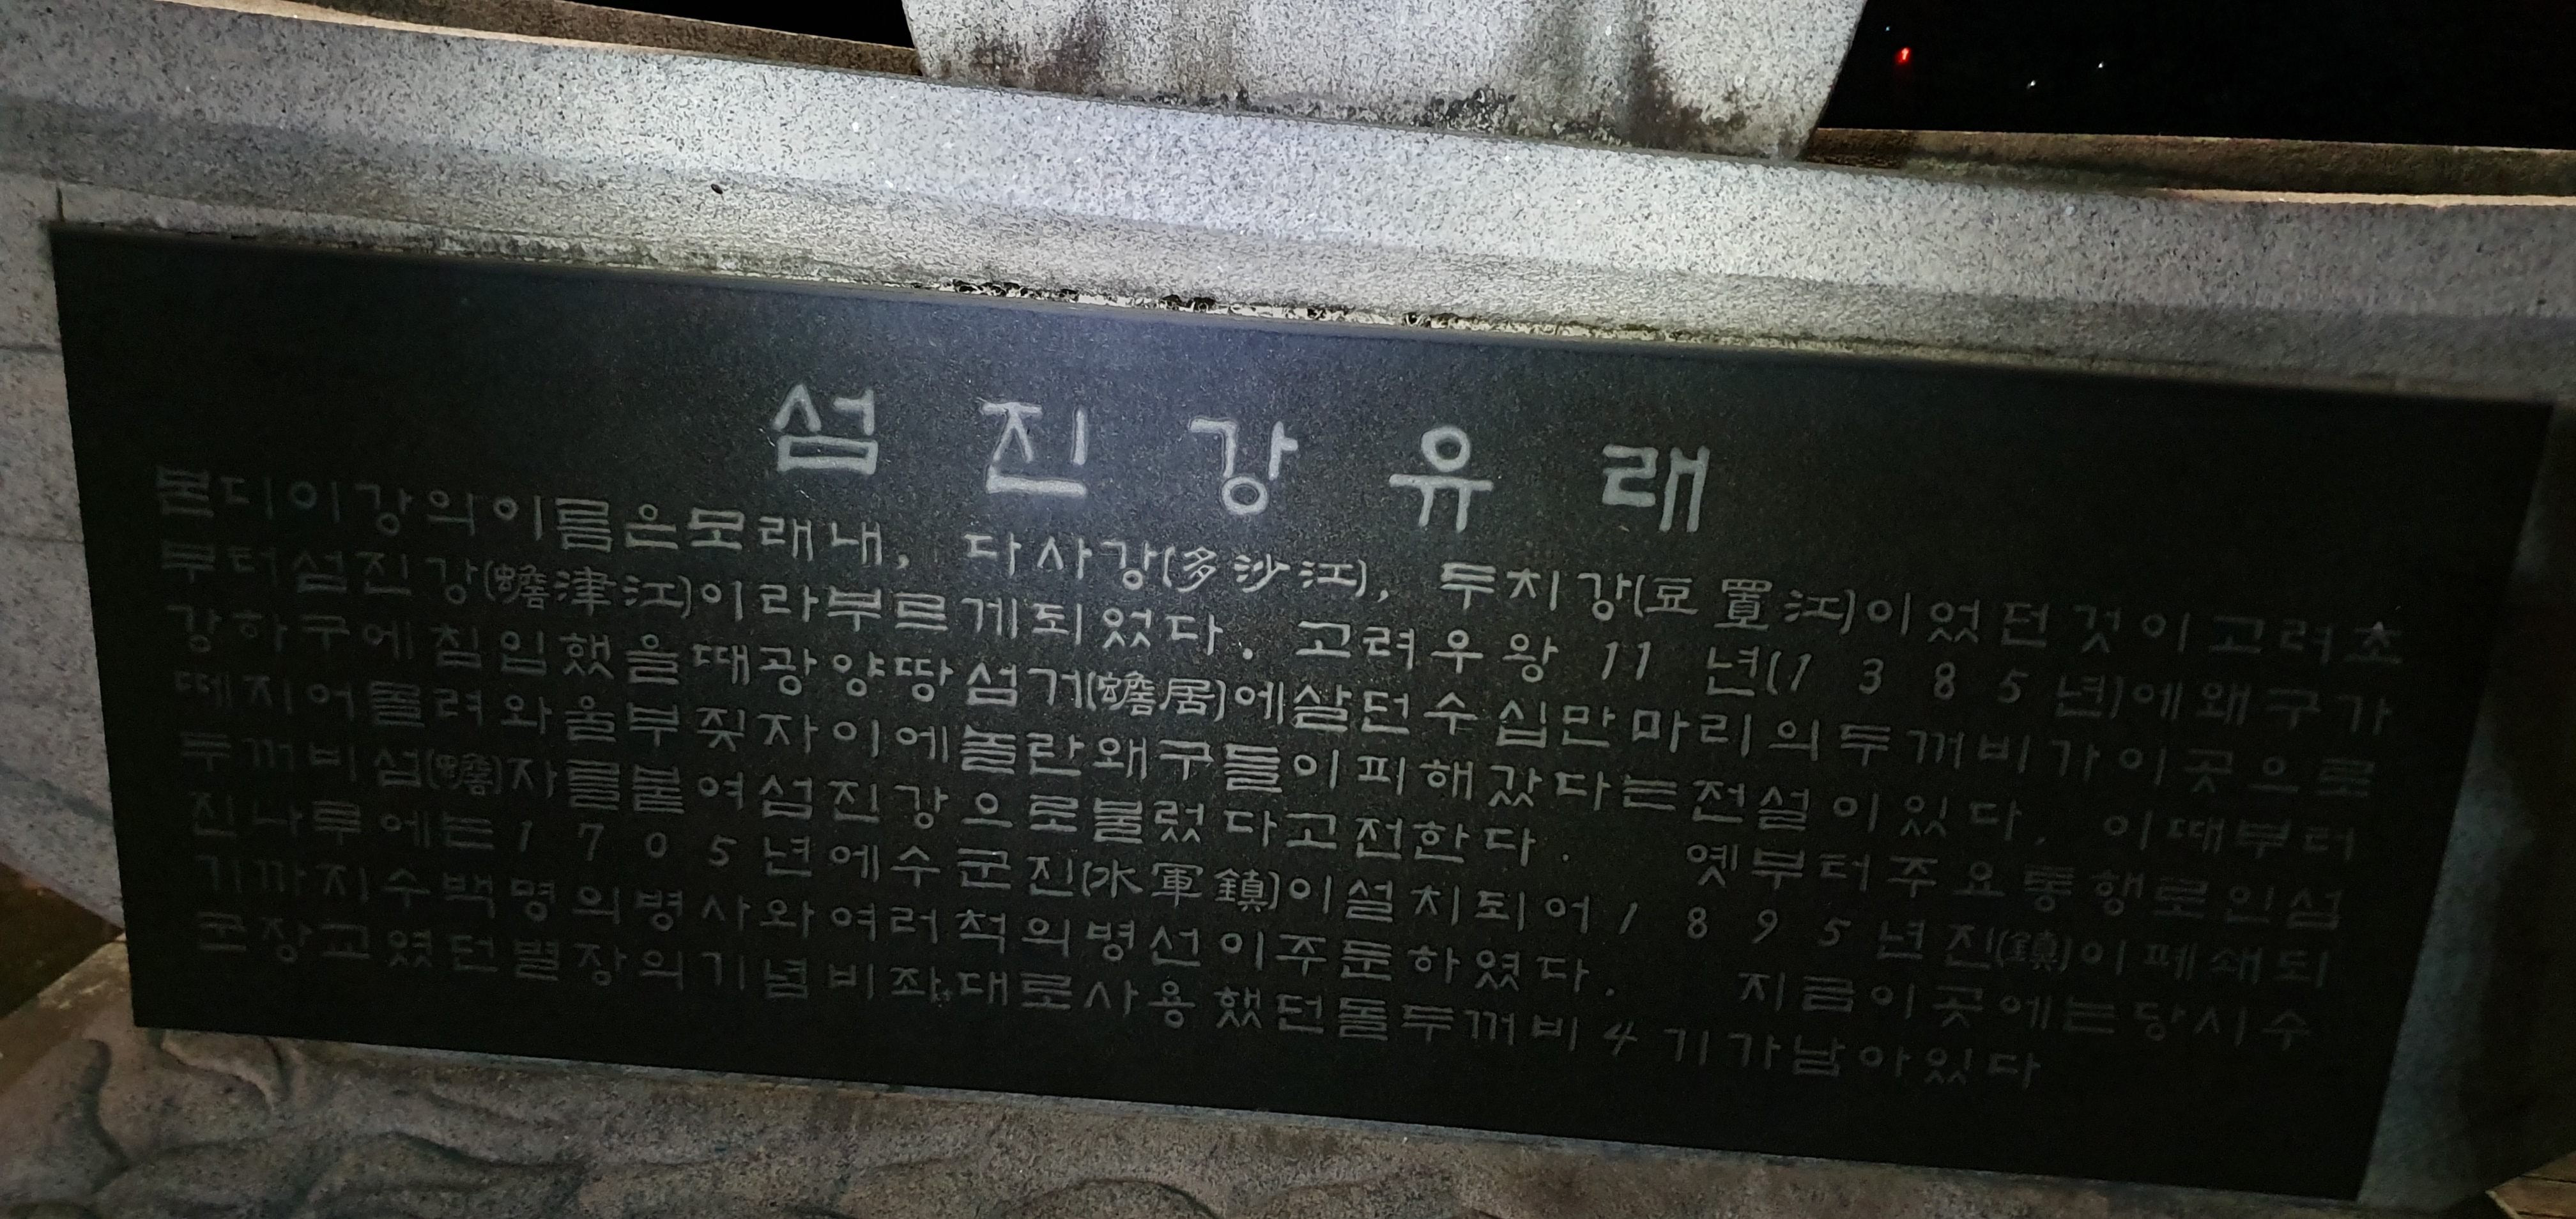 섬진강유래
본디이강의이름은모래내, 다사강(多沙江), 두치강(豆置江)이었던것이고려초
부터섬진강(蟾津江)이라부르게되었다. 고려우왕 11 년(1385년)에왜구가
강하구에침입했을때광양땅섬거(蟾居)에살던수십만마리의두꺼비가이곳으로
떼지어몰려와울부짖자이에놀란왜구들이피해갔다는전설이있다. 이때부터
두꺼비섬(蟾)자를붙여섬진강으로불렀다고전한다. 옛부터주요통행로인섬
진나루에는1705년에수군진(水軍鎭)이설치되어1895년진(鎭)이폐쇄되
기까지수백명의병사와여러척의병선이주둔하였다. 지금이곳에는당시수
군장교였던별장의기념비좌대로사용했던돌두꺼비4기가남아있다